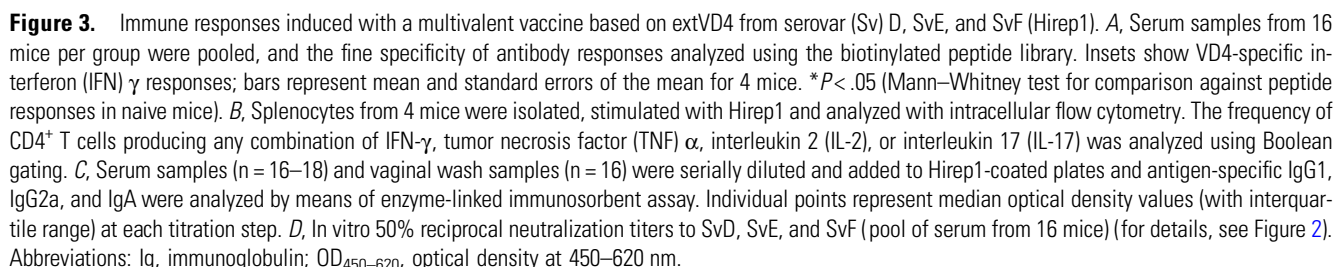 Figure 3. Immune responses induced with a multivalent vaccine based on extVD4 from serovar (Sv) D, SvE, and SvF (Hirep1). A, Serum samples from 16
mice per group were pooled, and the fine specificity of antibody responses analyzed using the biotinylated peptide library. Insets show VD4-specific in-
terferon (IFN) γ responses; bars represent mean and standard errors of the mean for 4 mice. *P < .05 (Mann–Whitney test for comparison against peptide
responses in naive mice). B, Splenocytes from 4 mice were isolated, stimulated with Hirep1 and analyzed with intracellular flow cytometry. The frequency of
CD4+ T cells producing any combination of IFN-γ, tumor necrosis factor (TNF) α, interleukin 2 (IL-2), or interleukin 17 (IL-17) was analyzed using Boolean
gating. C, Serum samples (n = 16–18) and vaginal wash samples (n = 16) were serially diluted and added to Hirep1-coated plates and antigen-specific IgG1,
IgG2a, and IgA were analyzed by means of enzyme-linked immunosorbent assay. Individual points represent median optical density values (with interquar-
tile range) at each titration step. D, In vitro 50% reciprocal neutralization titers to SvD, SvE, and SvF (pool of serum from 16 mice) (for details, see Figure 2).
Abbreviations: Ig, immunoglobulin; OD450–620, optical density at 450–620 nm.